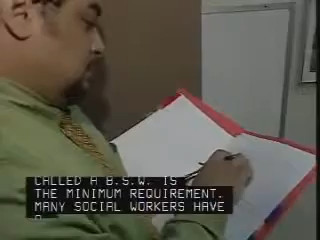 CALLED A B.S.W. IS
THE MINIMUM REQUIREMENT.
MANY SOCIAL WORKERS HAVE